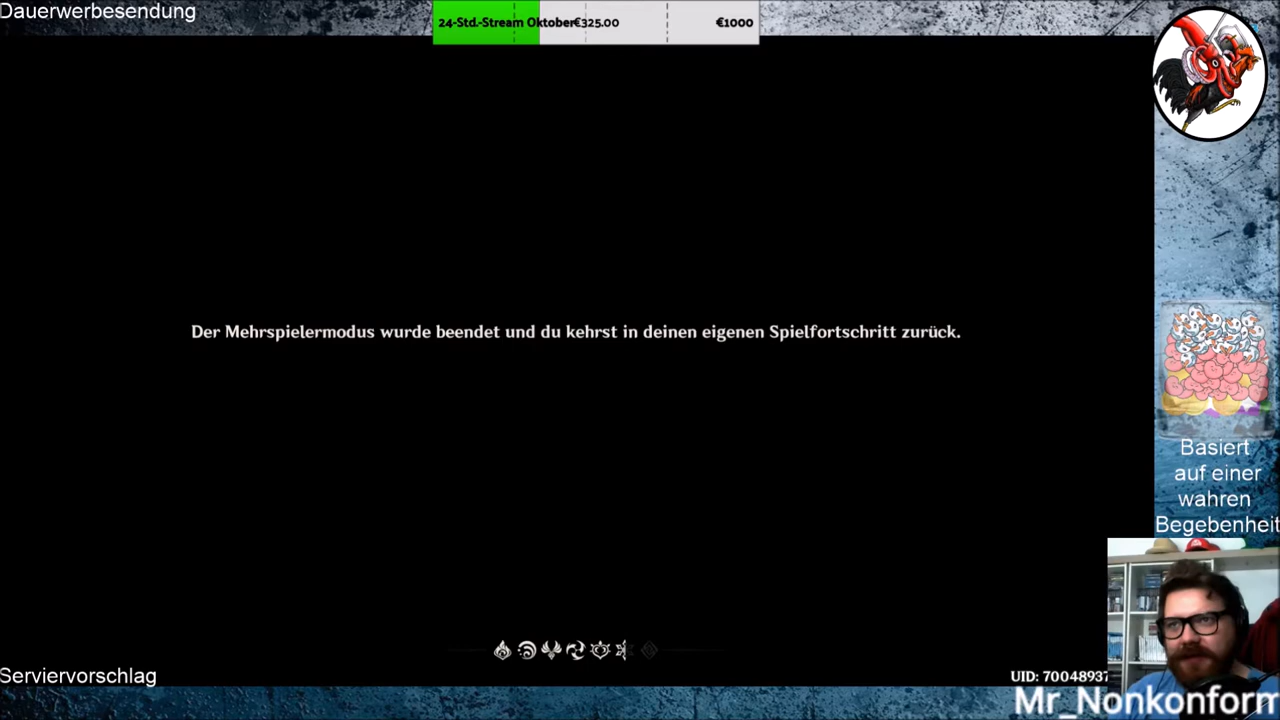 Dauerwerbesendung
24-Std.-Stream Oktober€325.00 €1000
Der Mehrspielermodus wurde beendet und du kehrst in deinen eigenen Spielfortschritt zurück.
Basiert
auf einer
wahren
Begebenheit
Serviervorschlag
UID: 70048937
Mr_Nonkonform